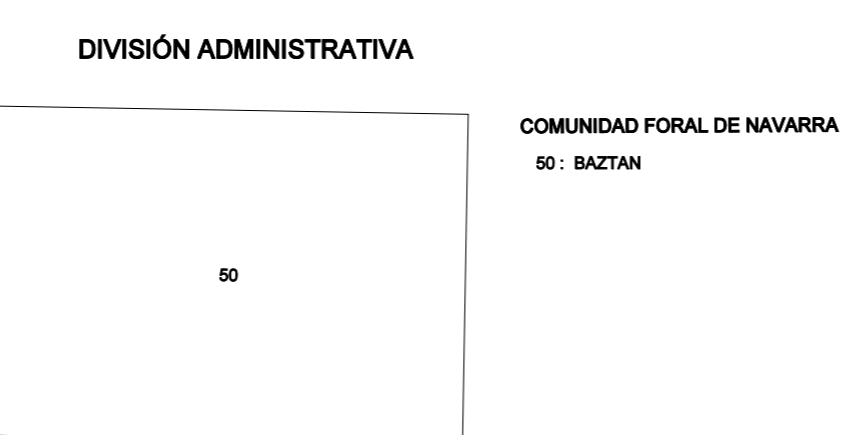 DIVISIÓN ADMINISTRATIVA
COMUNIDAD FORAL DE NAVARRA
50 : BAZTAN
50